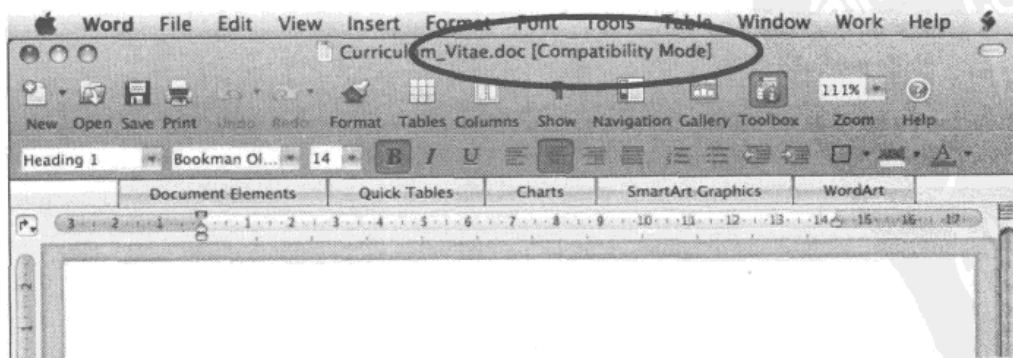 Word File Edit View Insert Format Font Tools Table Window Work Help
Curriculum_Vitae.doc [Compatibility Mode]
111%
New Open Save Print Undo Redo Format Tables Columns Show Navigation Gallery Toolbox Zoom Help
Heading 1 Bookman Ol... 14 B I U A
Document Elements Quick Tables Charts SmartArt Graphics WordArt
3 2 1 1 2 3 4 5 6 7 8 9 10 11 12 13 14 15 16 17
2
1